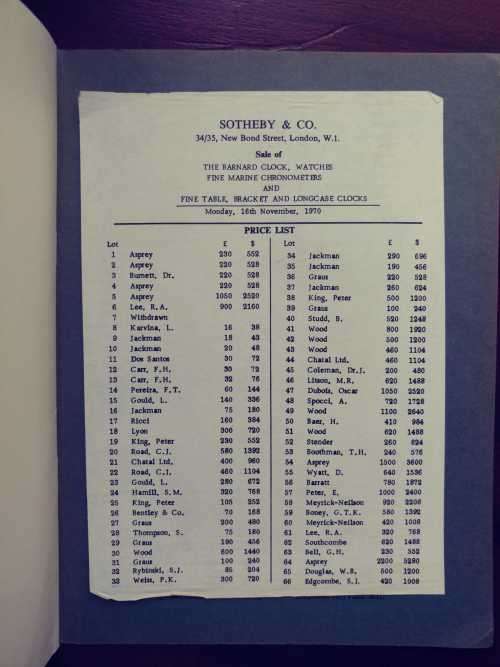 SOTHEBY & CO.
34/35, New Bond Street, London, W.1.
Sale of
THE BARNARD CLOCK, WATCHES
FINE MARINE CHRONOMETERS
AND
FINE TABLE, BRACKET AND LONGCASE CLOCKS
Monday, 16th November, 1970
PRICE LIST
Lot £ $
1 Asprey 230 552
2 Asprey 220 528
3 Burnett, Dr. 220 528
4 Asprey 220 528
5 Asprey 1050 2520
6 Lee, R.A. 900 2160
7 Withdrawn
8 Karvina, L. 16 38
9 Jackman 18 43
10 Jackman 20 48
11 Dos Santos 30 72
12 Carr, F.H. 30 72
13 Carr, F.H. 32 76
14 Pereira, F.T. 60 144
15 Gould, L. 140 336
16 Jackman 75 180
17 Ricci 160 384
18 Lyon 300 720
19 King, Peter 230 552
20 Road, C.J. 580 1392
21 Chatal Ltd. 400 960
22 Road, C.J. 460 1104
23 Gould, L. 280 672
24 Hamill, S.M. 320 768
25 King, Peter 105 252
26 Bentley & Co. 70 168
27 Graus 200 480
28 Thompson, S. 75 180
29 Graus 190 456
30 Wood 600 1440
31 Graus 100 240
32 Rybinski, S.J. 85 204
33 Weiss, P.K. 300 720
Lot £ $
34 Jackman 290 696
35 Jackman 190 456
36 Graus 220 528
37 Jackman 260 624
38 King, Peter 500 1200
39 Graus 100 240
40 Studd, B. 520 1248
41 Wood 800 1920
42 Wood 500 1200
43 Wood 460 1104
44 Chatal Ltd. 460 1104
45 Coleman, Dr.J. 200 480
46 Litson, M.R. 620 1488
47 Dubois, Oscar 1050 2520
48 Spocci, A. 720 1728
49 Wood 1100 2640
50 Baer, H. 410 984
51 Wood 620 1488
52 Stender 260 624
53 Boothman, T.H. 240 576
54 Asprey 1500 3600
55 Wyatt, D. 640 1536
56 Barratt 780 1872
57 Peter, E. 1000 2400
58 Meyrick-Neilson 920 2208
59 Boney, G.T.K. 580 1392
60 Meyrick-Neilson 420 1008
61 Lee, R.A. 320 768
62 Southcombe 620 1488
63 Bell, G.H. 230 552
64 Asprey 2200 5280
65 Douglas, W.B. 500 1200
66 Edgcombe, S.J. 420 1008